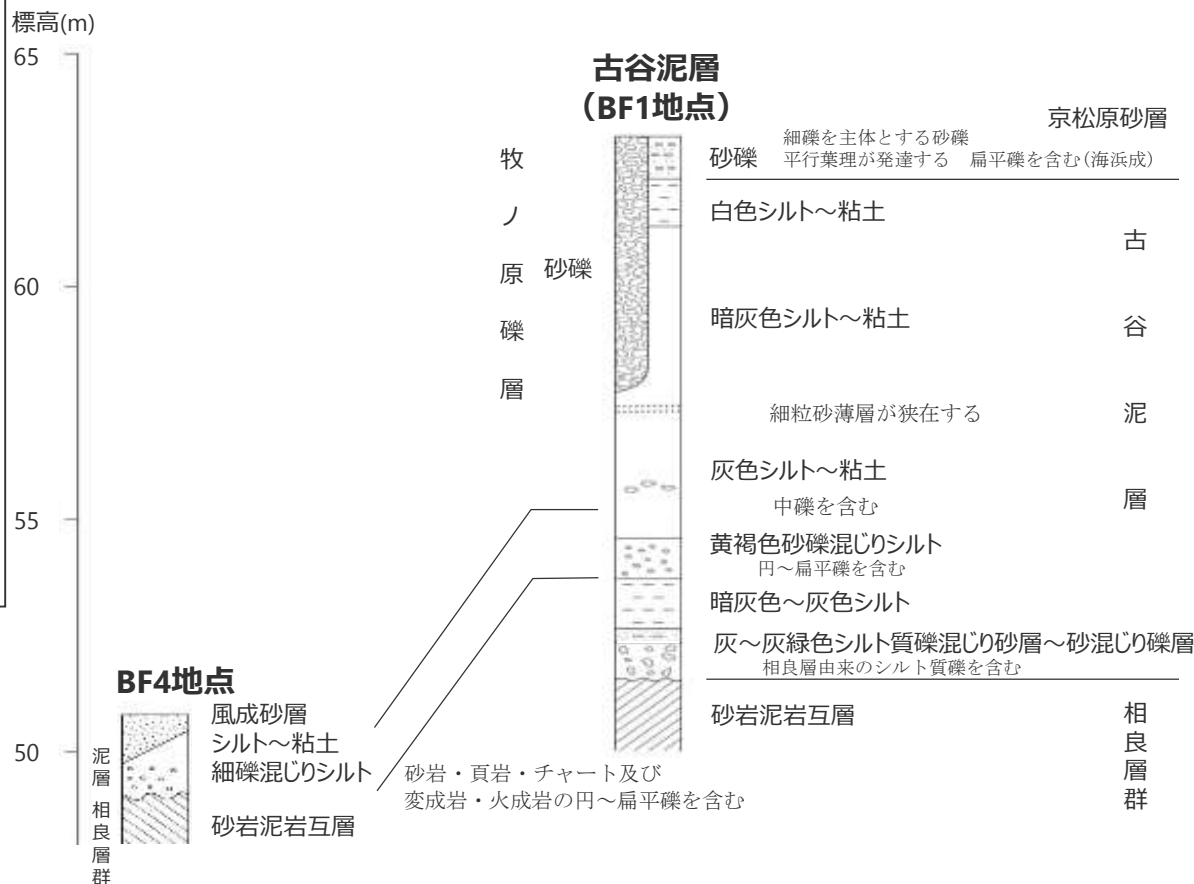 標高(m)
65
60
55
50
古谷泥層
（BF1地点）
京松原砂層
牧ノ原礫層
砂礫
砂礫
細礫を主体とする砂礫
平行葉理が発達する　扁平礫を含む(海浜成)
白色シルト～粘土
暗灰色シルト～粘土
細粒砂薄層が狭在する
灰色シルト～粘土
中礫を含む
黄褐色砂礫混じりシルト
円～扁平礫を含む
暗灰色～灰色シルト
灰～灰緑色シルト質礫混じり砂層～砂混じり礫層
相良層由来のシルト質礫を含む
砂岩泥岩互層
古谷泥層
相良層群
BF4地点
風成砂層
シルト～粘土
細礫混じりシルト
砂岩泥岩互層
泥層
相良層群
砂岩・頁岩・チャート及び
変成岩・火成岩の円～扁平礫を含む